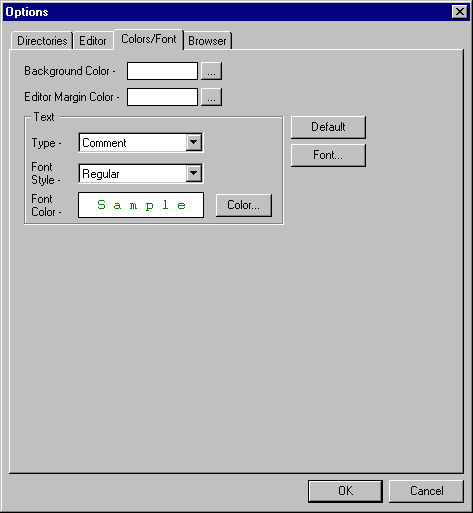 Options
Directories Editor Colors/Font Browser
Background Color - ...
Editor Margin Color - ...
Text
Default
Type - Comment
Font...
Font
Style - Regular
Font
Color - Sample Color...
OK Cancel